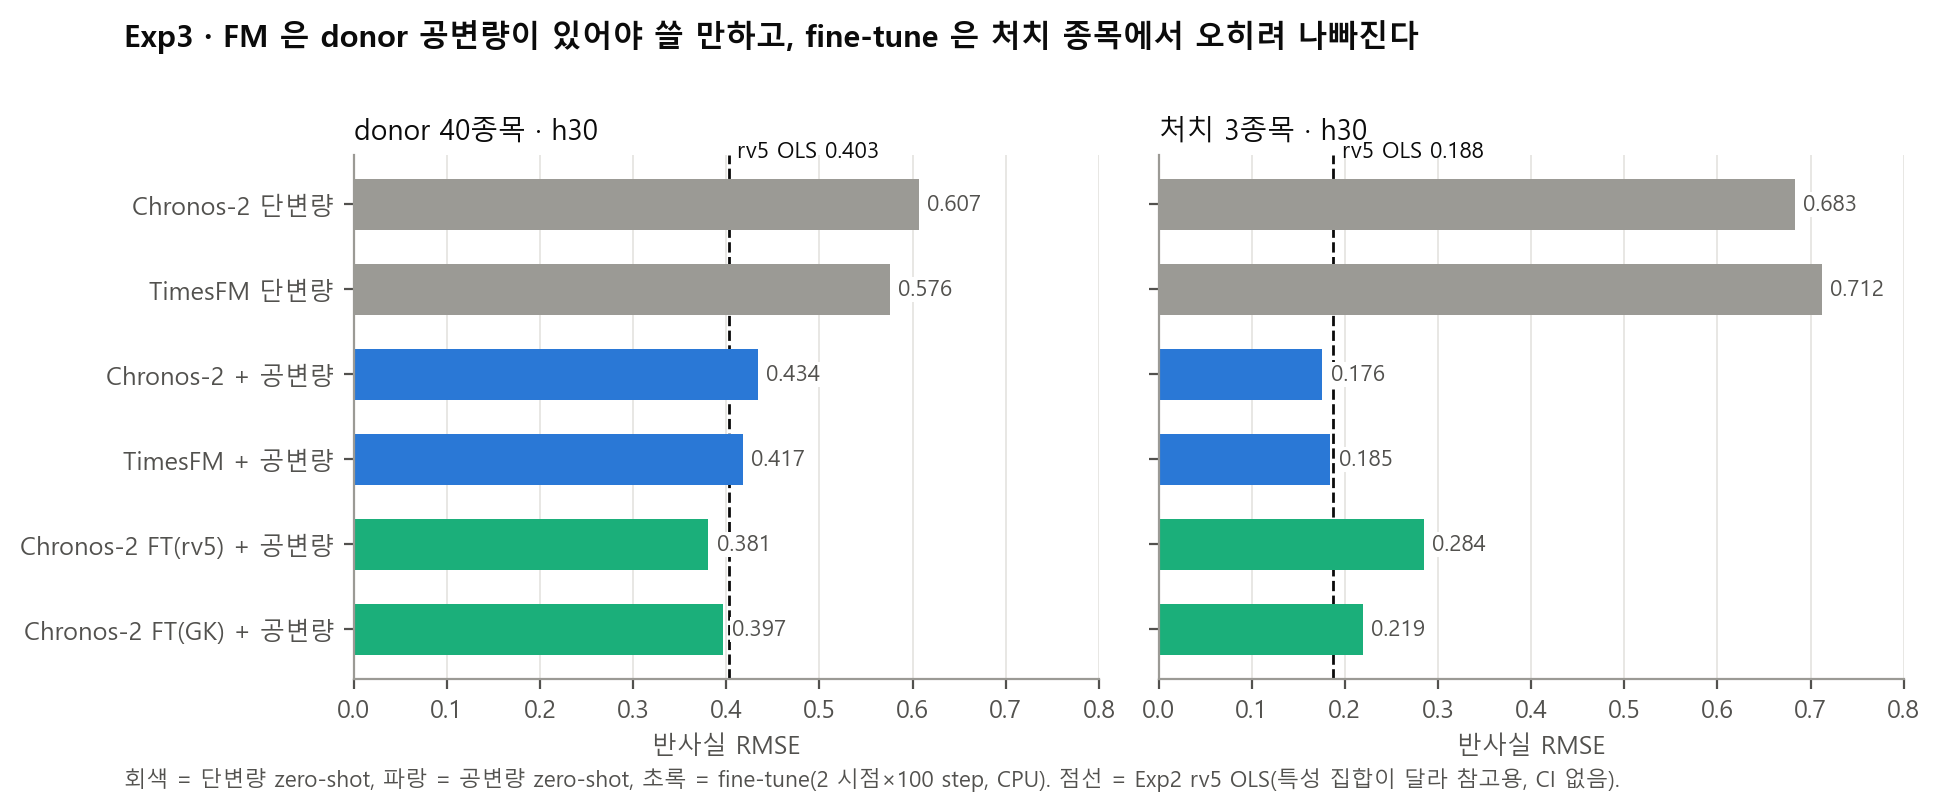 Exp3 · FM 은 donor 공변량이 있어야 쓸 만하고, fine-tune 은 처치 종목에서 오히려 나빠진다
donor 40종목 · h30
rv5 OLS 0.403
Chronos-2 단변량
0.607
TimesFM 단변량
0.576
Chronos-2 + 공변량
0.434
TimesFM + 공변량
0.417
Chronos-2 FT(rv5) + 공변량
0.381
Chronos-2 FT(GK) + 공변량
0.397
0.0 0.1 0.2 0.3 0.4 0.5 0.6 0.7 0.8
반사실 RMSE
처치 3종목 · h30
rv5 OLS 0.188
0.683
0.712
0.176
0.185
0.284
0.219
0.0 0.1 0.2 0.3 0.4 0.5 0.6 0.7 0.8
반사실 RMSE
회색 = 단변량 zero-shot, 파랑 = 공변량 zero-shot, 초록 = fine-tune(2 시점×100 step, CPU). 점선 = Exp2 rv5 OLS(특성 집합이 달라 참고용, CI 없음).